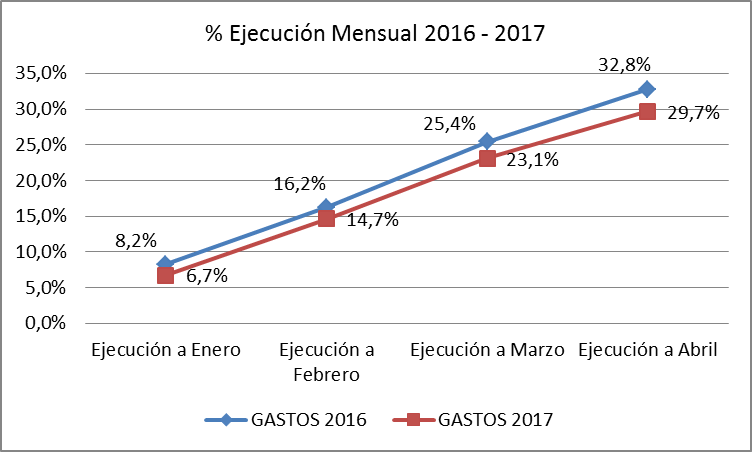 % Ejecución Mensual 2016 - 2017
35,0%
30,0%
25,0%
20,0%
15,0%
10,0%
5,0%
0,0%
8,2%
16,2%
25,4%
32,8%
6,7%
14,7%
23,1%
29,7%
Ejecución a Enero
Ejecución a
Febrero
Ejecución a Marzo
Ejecución a Abril
GASTOS 2016
GASTOS 2017